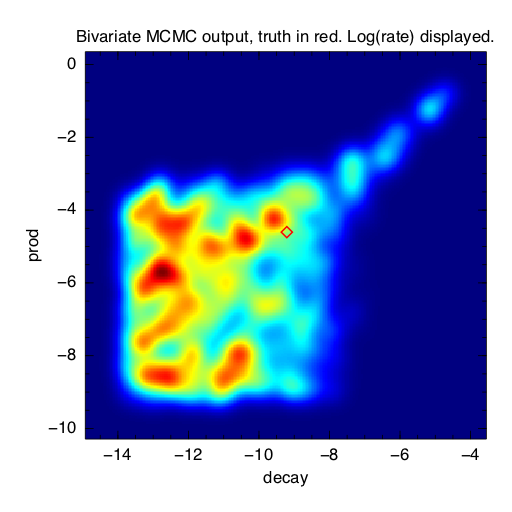 Bivariate MCMC output, truth in red. Log(rate) displayed.
0
−2
−4
−6
−8
−10
prod
−14 −12 −10 −8 −6 −4
decay